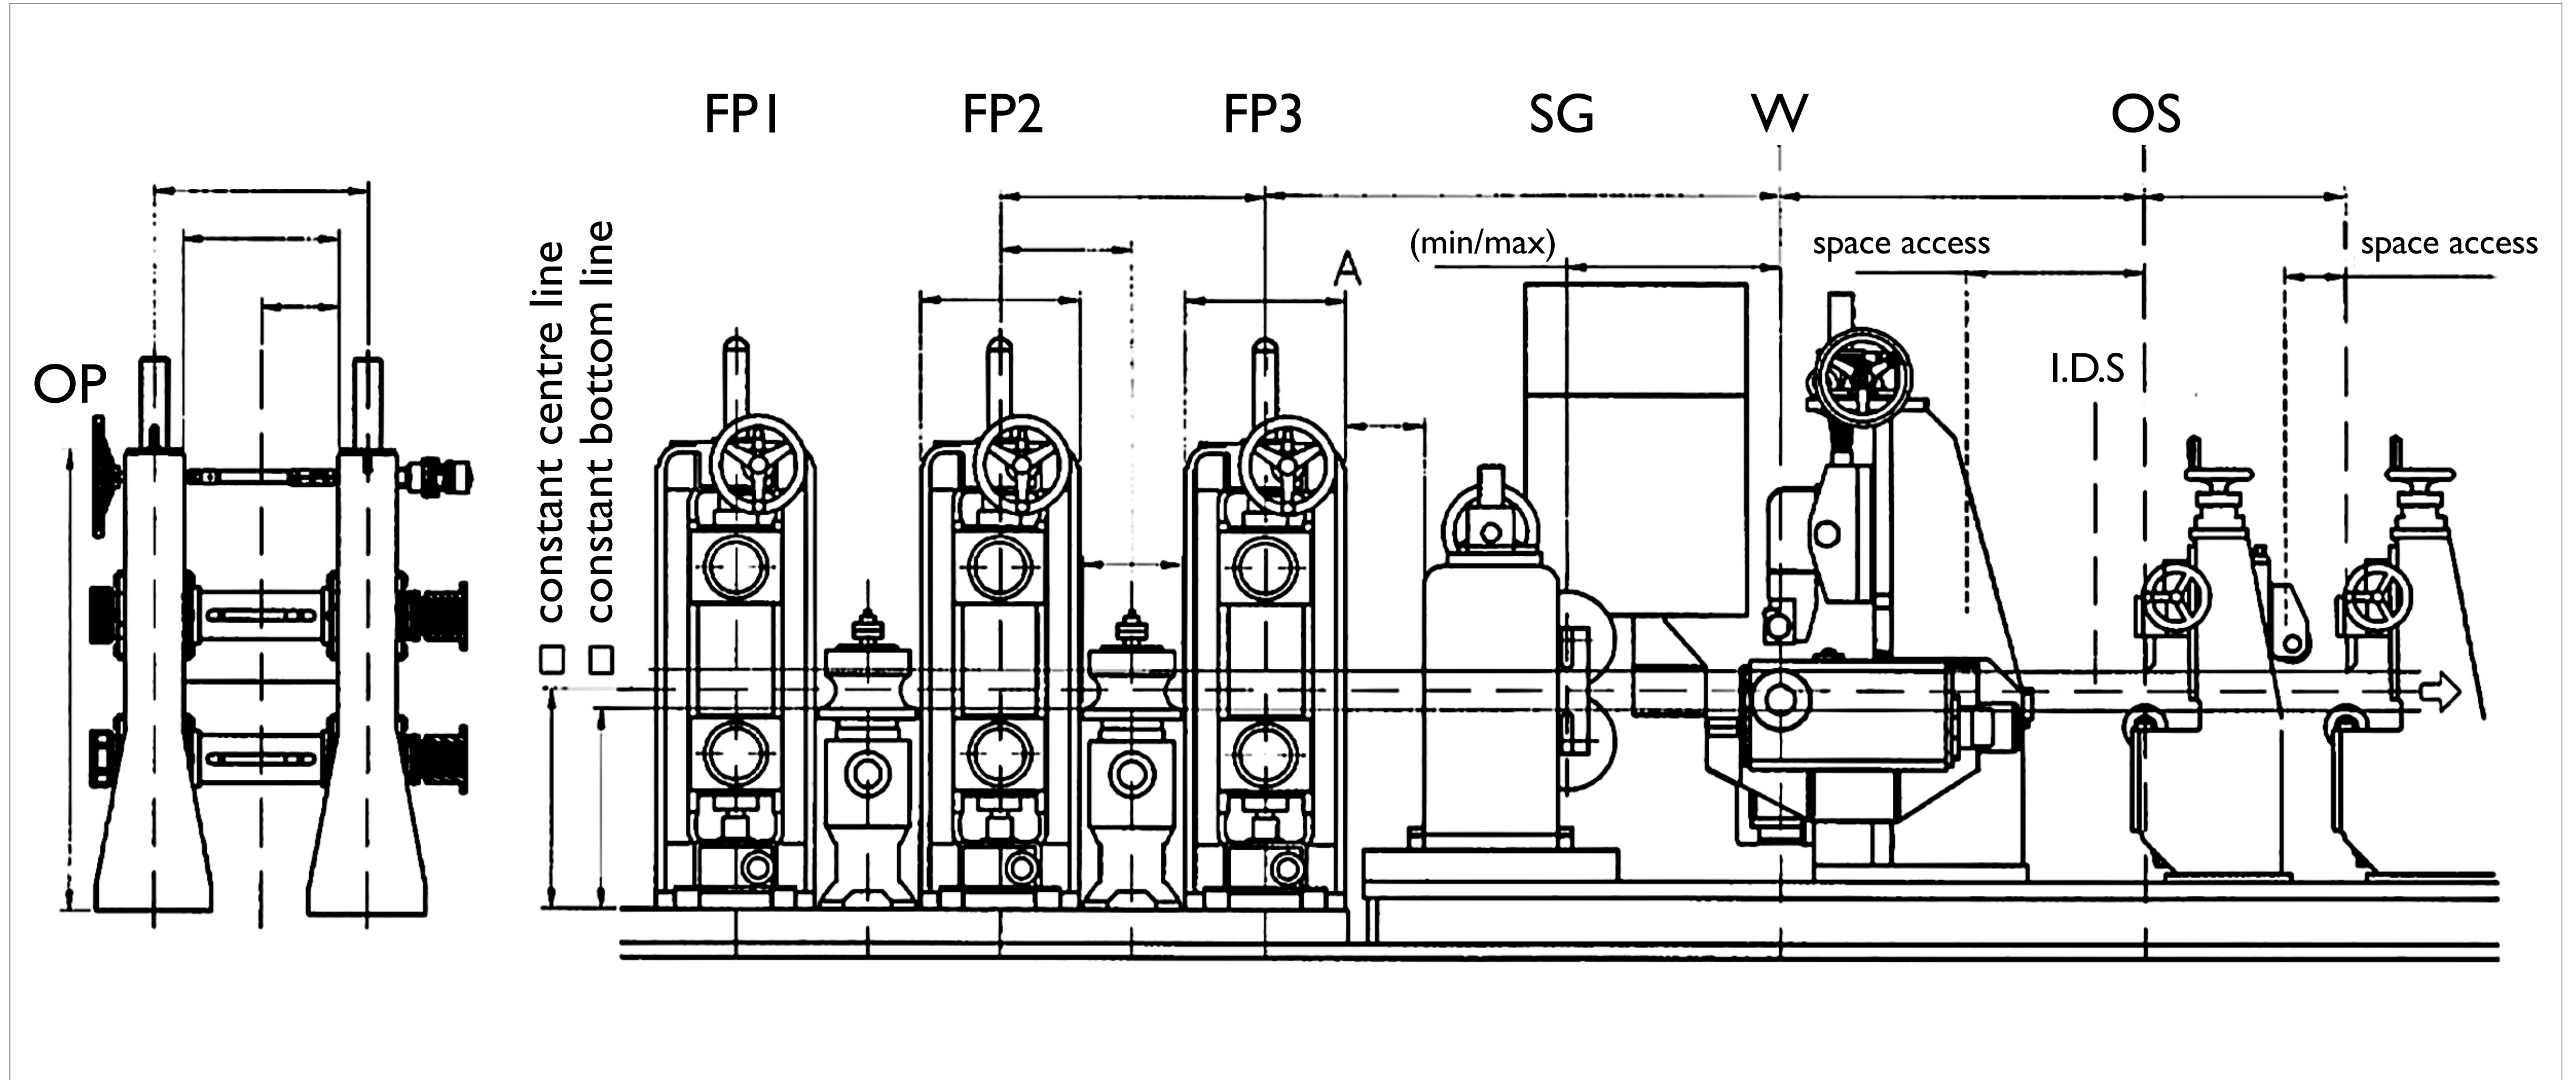 FP1
FP2
FP3
SG
W
OS
(min/max)
space access
space access
A
I.D.S
OP
constant centre line
constant bottom line